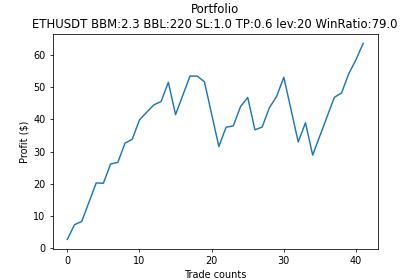 Portfolio
ETHUSDT BBM:2.3 BBL:220 SL:1.0 TP:0.6 lev:20 WinRatio:79.0
Profit ($)
60
50
40
30
20
10
0
0 10 20 30 40
Trade counts